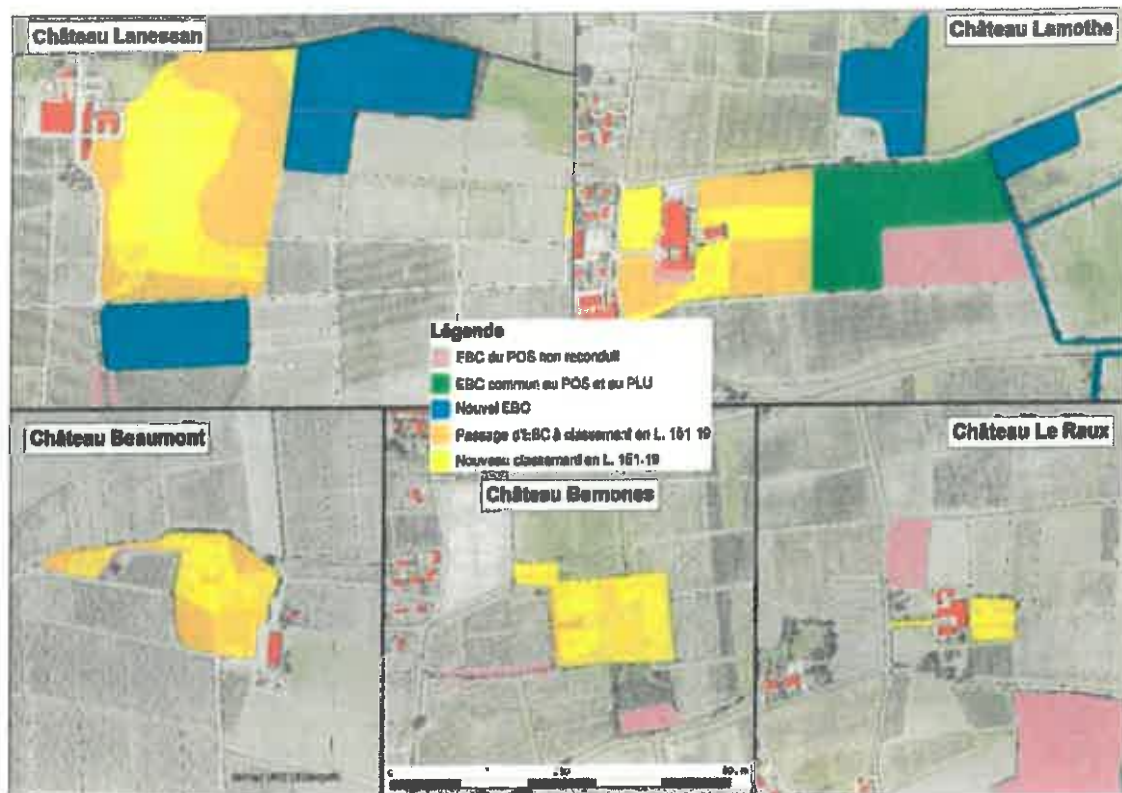 Château Lanessan
Château Lamothe
Légende
EBC du POS non reconduit
EBC commun au POS et au PLU
Nouvel EBC
Passage d'EBC à classement en L. 151 19
Nouveau classement en L. 151-19
Château Beaumont
Château Bernones
Château Le Raux
0